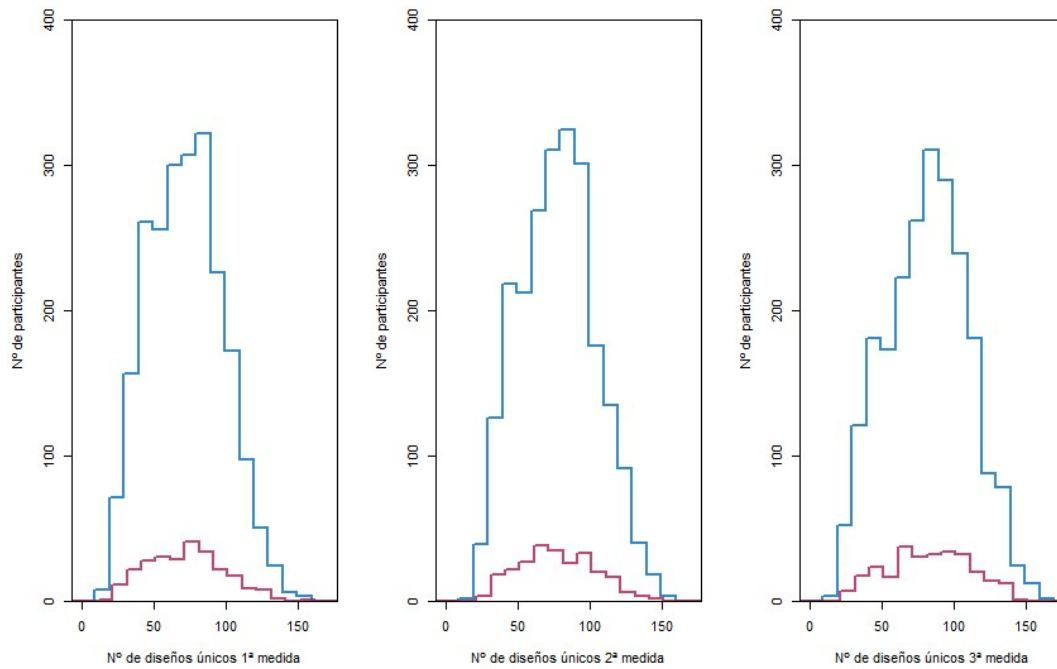 400
300
200
100
0
Nº de participantes
0 50 100 150
Nº de diseños únicos 1ª medida
400
300
200
100
0
Nº de participantes
0 50 100 150
Nº de diseños únicos 2ª medida
400
300
200
100
0
Nº de participantes
0 50 100 150
Nº de diseños únicos 3ª medida